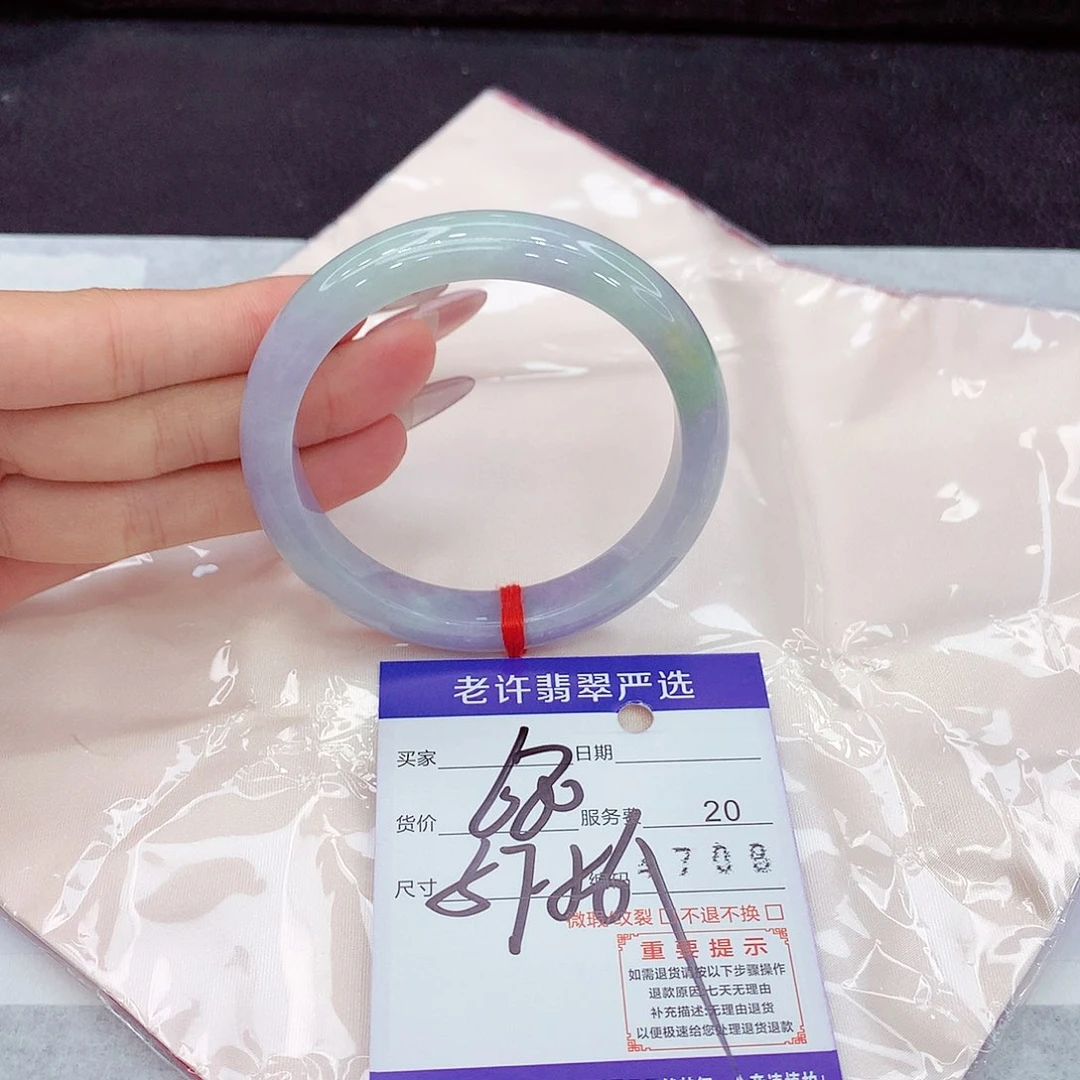 老许翡翠严选
买家 日期
货价 服务费 20
尺寸 编码 4708
微瑕/纹裂 □ 不退不换 □
重要提示
如需退货请按以下步骤操作
退款原因:七天无理由
补充描述:无理由退货
以便极速给您处理退货退款